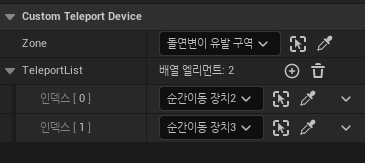 Custom Teleport Device
Zone 돌연변이 유발 구역
TeleportList 배열 엘리먼트: 2
인덱스 [ 0 ] 순간이동 장치2
인덱스 [ 1 ] 순간이동 장치3